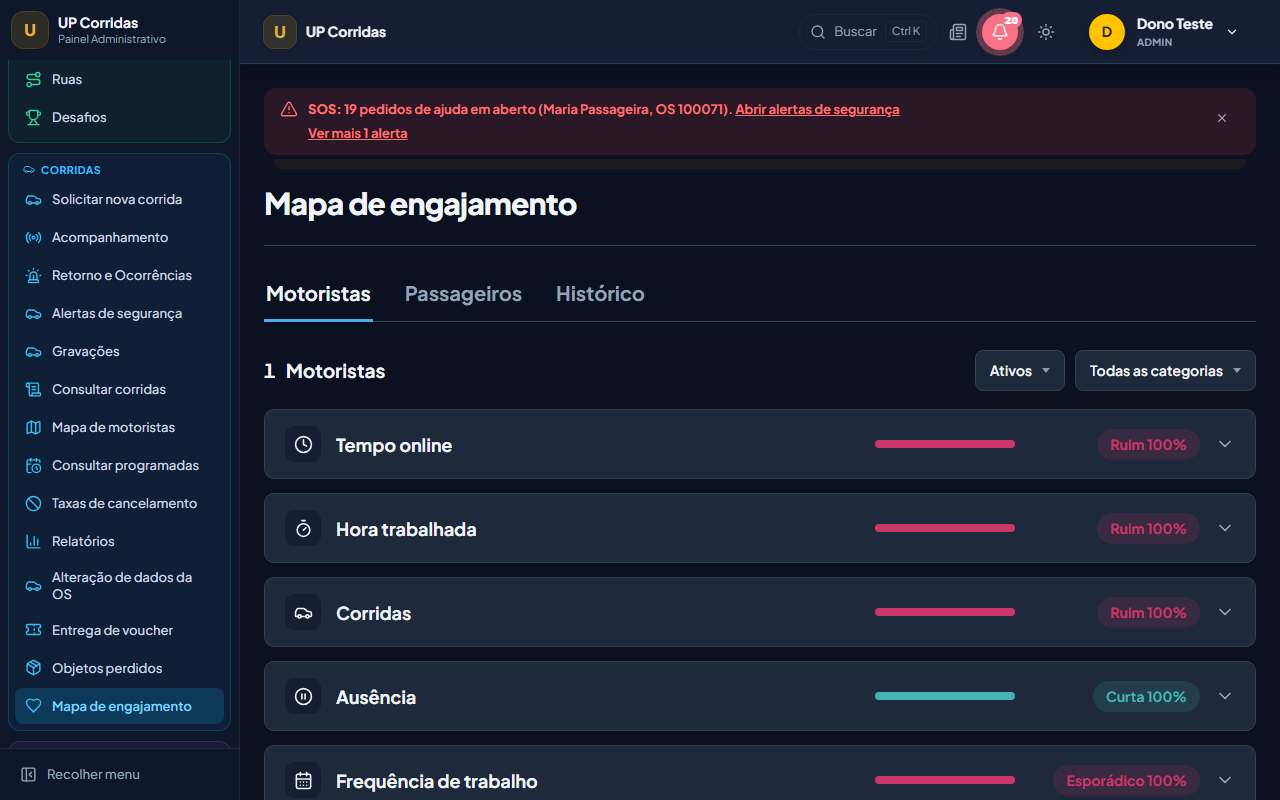 U
UP Corridas
Painel Administrativo
Ruas
Desafios
CORRIDAS
Solicitar nova corrida
Acompanhamento
Retorno e Ocorrências
Alertas de segurança
Gravações
Consultar corridas
Mapa de motoristas
Consultar programadas
Taxas de cancelamento
Relatórios
Alteração de dados da
OS
Entrega de voucher
Objetos perdidos
Mapa de engajamento
Recolher menu
U
UP Corridas
Buscar Ctrl K
20
D
Dono Teste
ADMIN
SOS: 19 pedidos de ajuda em aberto (Maria Passageira, OS 100071). Abrir alertas de segurança
Ver mais 1 alerta
Mapa de engajamento
Motoristas Passageiros Histórico
1 Motoristas
Ativos
Todas as categorias
Tempo online
Ruim 100%
Hora trabalhada
Ruim 100%
Corridas
Ruim 100%
Ausência
Curta 100%
Frequência de trabalho
Esporádico 100%